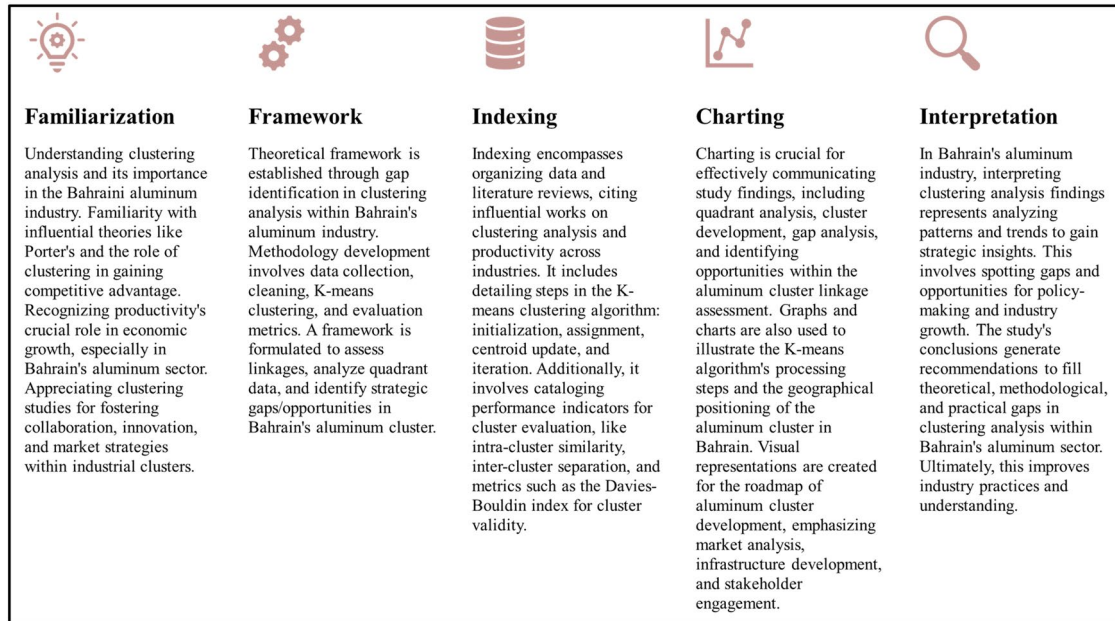 Familiarization
Understanding clustering
analysis and its importance
in the Bahraini aluminum
industry. Familiarity with
influential theories like
Porter's and the role of
clustering in gaining
competitive advantage.
Recognizing productivity's
crucial role in economic
growth, especially in
Bahrain's aluminum sector.
Appreciating clustering
studies for fostering
collaboration, innovation,
and market strategies
within industrial clusters.
Framework
Theoretical framework is
established through gap
identification in clustering
analysis within Bahrain's
aluminum industry.
Methodology development
involves data collection,
cleaning, K-means
clustering, and evaluation
metrics. A framework is
formulated to assess
linkages, analyze quadrant
data, and identify strategic
gaps/opportunities in
Bahrain's aluminum cluster.
Indexing
Indexing encompasses
organizing data and
literature reviews, citing
influential works on
clustering analysis and
productivity across
industries. It includes
detailing steps in the K-
means clustering algorithm:
initialization, assignment,
centroid update, and
iteration. Additionally, it
involves cataloging
performance indicators for
cluster evaluation, like
intra-cluster similarity,
inter-cluster separation, and
metrics such as the Davies-
Bouldin index for cluster
validity.
Charting
Charting is crucial for
effectively communicating
study findings, including
quadrant analysis, cluster
development, gap analysis,
and identifying
opportunities within the
aluminum cluster linkage
assessment. Graphs and
charts are also used to
illustrate the K-means
algorithm's processing
steps and the geographical
positioning of the
aluminum cluster in
Bahrain. Visual
representations are created
for the roadmap of
aluminum cluster
development, emphasizing
market analysis,
infrastructure development,
and stakeholder
engagement.
Interpretation
In Bahrain's aluminum
industry, interpreting
clustering analysis findings
represents analyzing
patterns and trends to gain
strategic insights. This
involves spotting gaps and
opportunities for policy-
making and industry
growth. The study's
conclusions generate
recommendations to fill
theoretical, methodological,
and practical gaps in
clustering analysis within
Bahrain's aluminum sector.
Ultimately, this improves
industry practices and
understanding.